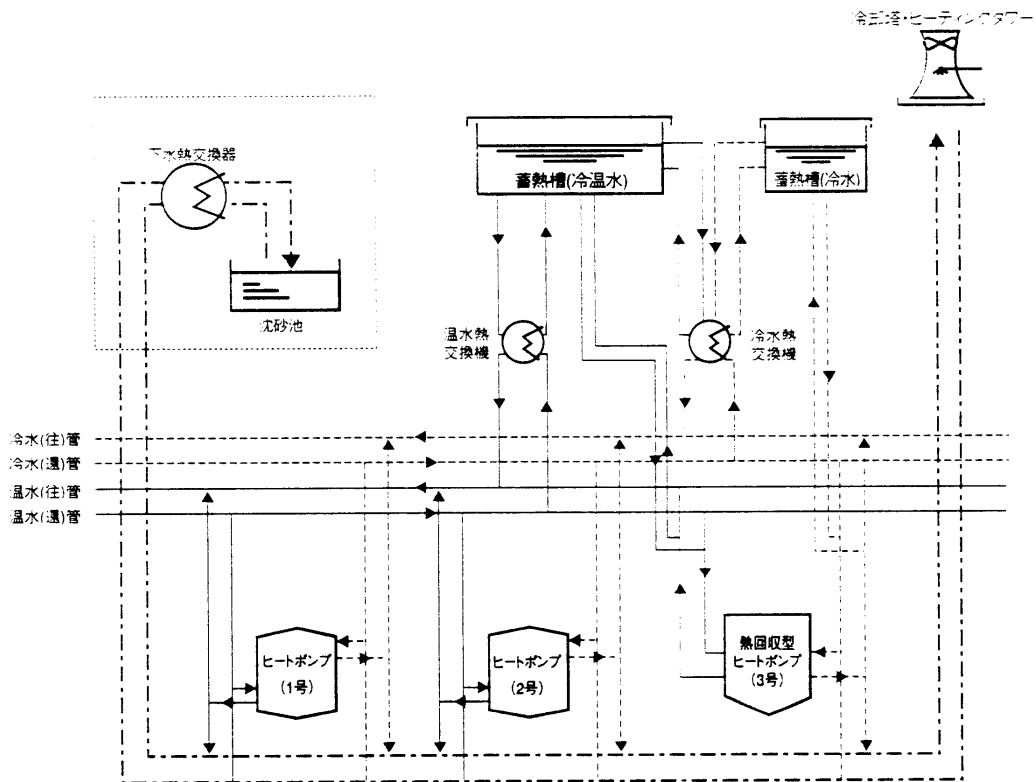 冷却塔・ヒーティングタワー
下水熱交換器
蓄熱槽(冷温水)
蓄熱槽(冷水)
沈砂池
温水熱
交換機
冷水熱
交換機
冷水(往)管
冷水(還)管
温水(往)管
温水(還)管
ヒートポンプ
(1号)
ヒートポンプ
(2号)
熱回収型
ヒートポンプ
(3号)